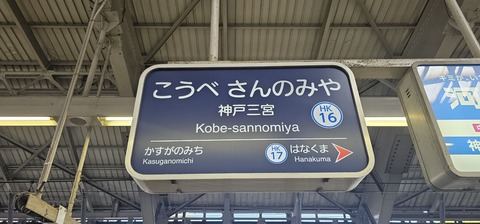 こうべ さんのみや
神戸三宮
Kobe-sannomiya
HK
16
かすがのみち
Kasuganomichi
HK
17
はなくま
Hanakuma